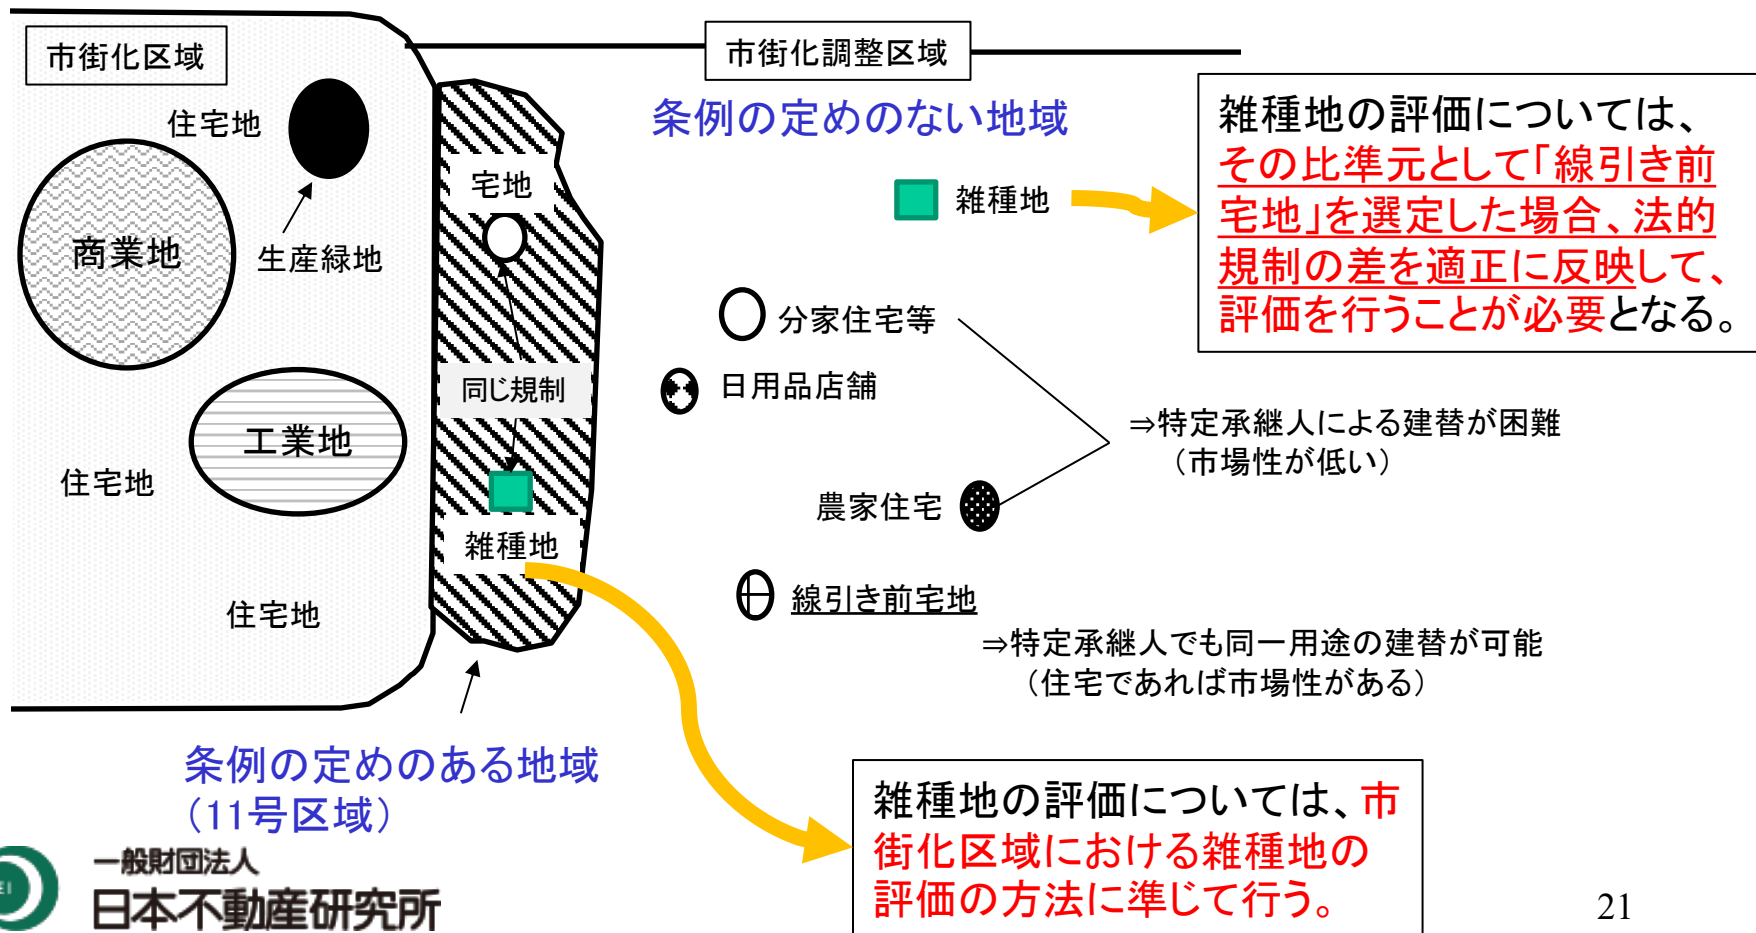 市街化区域
市街化調整区域
条例の定めのない地域
住宅地
商業地
生産緑地
工業地
住宅地
住宅地
宅地
同じ規制
雑種地
雑種地
雑種地の評価については、
その比準元として「線引き前
宅地」を選定した場合、法的
規制の差を適正に反映して、
評価を行うことが必要となる。
分家住宅等
日用品店舗
農家住宅
⇒特定承継人による建替が困難
（市場性が低い）
線引き前宅地
⇒特定承継人でも同一用途の建替が可能
（住宅であれば市場性がある）
条例の定めのある地域
（11号区域）
雑種地の評価については、市
街化区域における雑種地の
評価の方法に準じて行う。
一般財団法人
日本不動産研究所
21